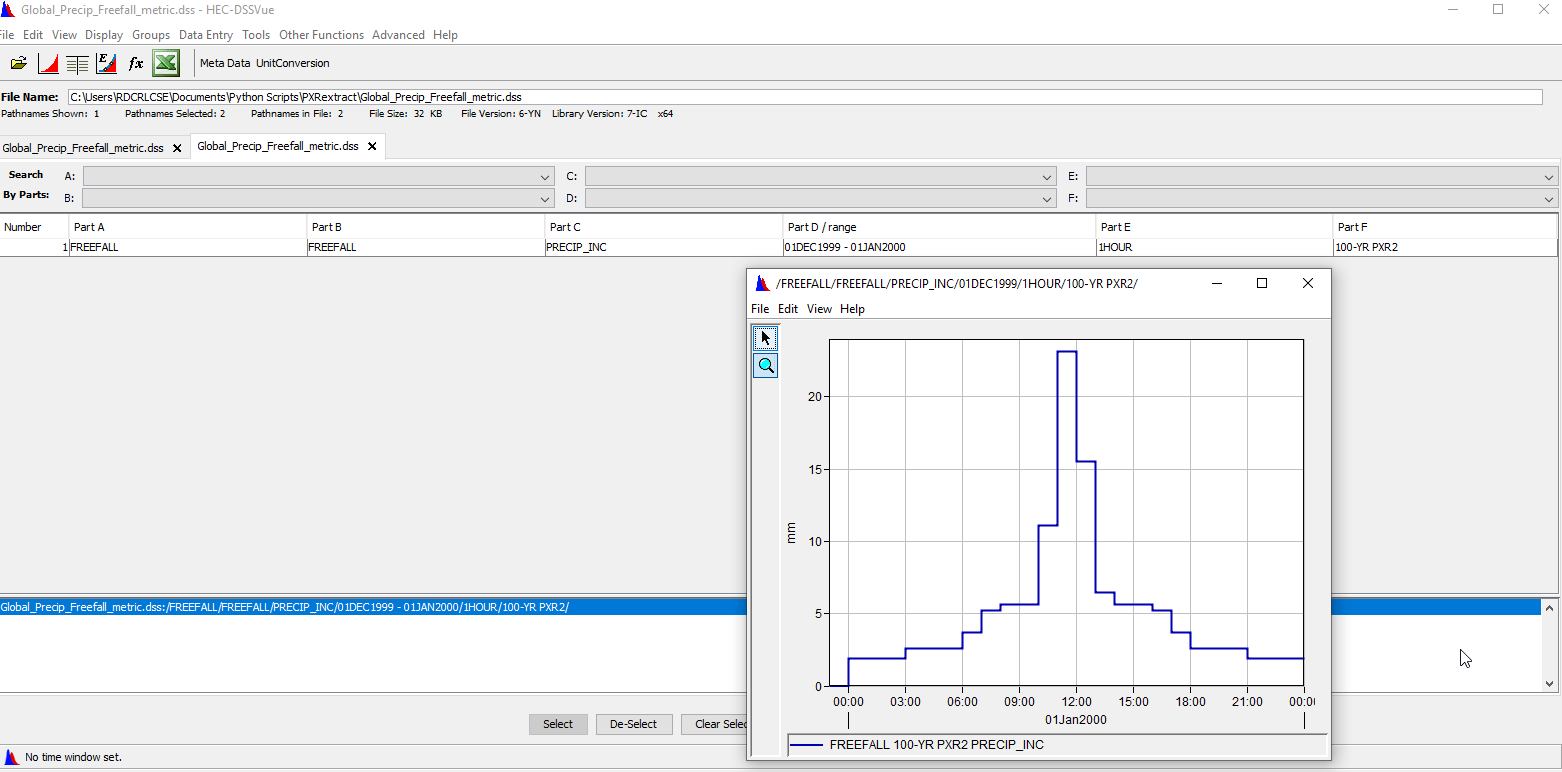 Global_Precip_Freefall_metric.dss - HEC-DSSVue
ile Edit View Display Groups Data Entry Tools Other Functions Advanced Help
E fx X Meta Data UnitConversion
File Name: C:\Users\RDCRLCSE\Documents\Python Scripts\PXRextract\Global_Precip_Freefall_metric.dss
Pathnames Shown: 1 Pathnames Selected: 2 Pathnames in File: 2 File Size: 32 KB File Version: 6-YN Library Version: 7-IC x64
Global_Precip_Freefall_metric.dss Global_Precip_Freefall_metric.dss
Search A: C: E:
By Parts: B: D: F:
Number Part A Part B Part C Part D / range Part E Part F
1 FREEFALL FREEFALL PRECIP_INC 01DEC1999 - 01JAN2000 1HOUR 100-YR PXR2
/FREEFALL/FREEFALL/PRECIP_INC/01DEC1999/1HOUR/100-YR PXR2/
File Edit View Help
20
15
10
5
0
mm
00:00 03:00 06:00 09:00 12:00 15:00 18:00 21:00 00:0
01Jan2000
FREEFALL 100-YR PXR2 PRECIP_INC
Global_Precip_Freefall_metric.dss:/FREEFALL/FREEFALL/PRECIP_INC/01DEC1999 - 01JAN2000/1HOUR/100-YR PXR2/
Select De-Select Clear Selec
No time window set.